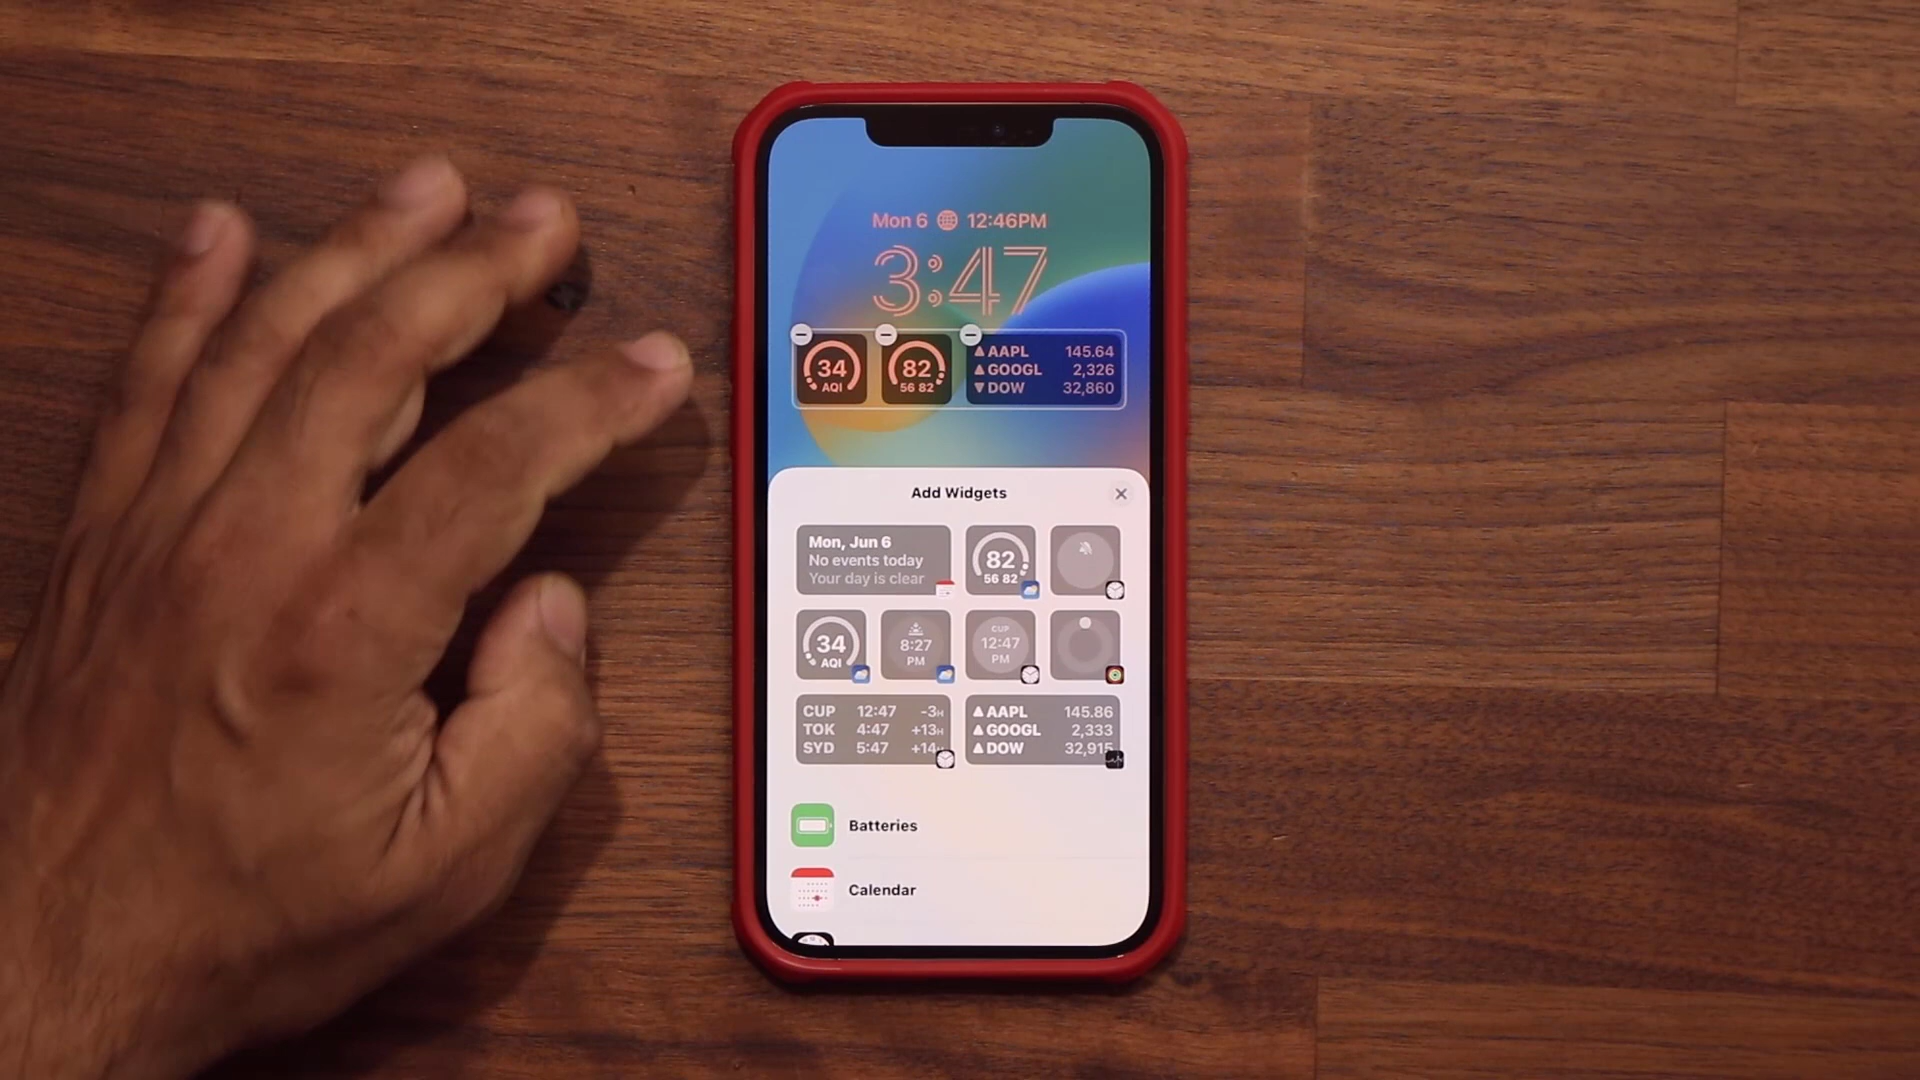 Mon 6 12:46PM
3:47
34
AQI
82
56 82
▲ AAPL 145.64
▲ GOOGL 2,326
▼ DOW 32,860
Add Widgets
Mon, Jun 6
No events today
Your day is clear
82
56 82
34
AQI
8:27
PM
CUP
12:47
PM
CUP 12:47 -3H
TOK 4:47 +13H
SYD 5:47 +14H
▲ AAPL 145.86
▲ GOOGL 2,333
▲ DOW 32,915
Batteries
Calendar